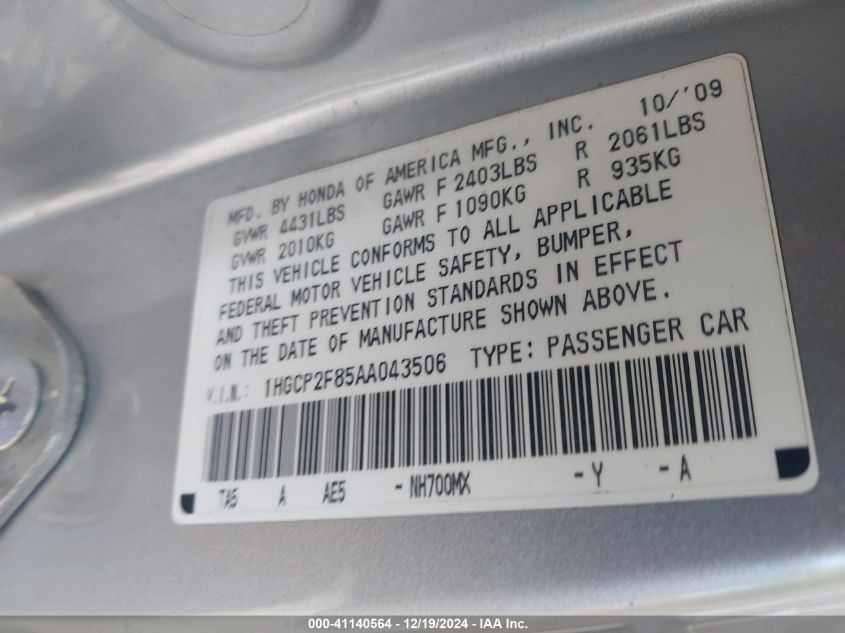 MFD. BY HONDA OF AMERICA MFG., INC. 10/'09
GVWR 4431LBS GAWR F 2403LBS R 2061LBS
GVWR 2010KG GAWR F 1090KG R 935KG
THIS VEHICLE CONFORMS TO ALL APPLICABLE
FEDERAL MOTOR VEHICLE SAFETY, BUMPER,
AND THEFT PREVENTION STANDARDS IN EFFECT
ON THE DATE OF MANUFACTURE SHOWN ABOVE.
V.I.N.: 1HGCP2F85AA043506 TYPE: PASSENGER CAR
TA5 A AE5 -NH700MX -Y -A
000-41140564 - 12/19/2024 - IAA Inc.